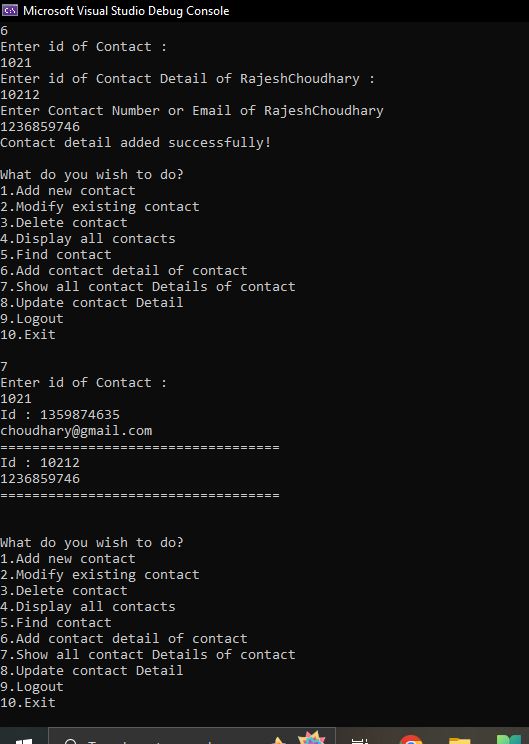 Microsoft Visual Studio Debug Console
6
Enter id of Contact :
1021
Enter id of Contact Detail of RajeshChoudhary :
10212
Enter Contact Number or Email of RajeshChoudhary
1236859746
Contact detail added successfully!
What do you wish to do?
1.Add new contact
2.Modify existing contact
3.Delete contact
4.Display all contacts
5.Find contact
6.Add contact detail of contact
7.Show all contact Details of contact
8.Update contact Detail
9.Logout
10.Exit
7
Enter id of Contact :
1021
Id : 1359874635
choudhary@gmail.com
===================================
Id : 10212
1236859746
===================================
What do you wish to do?
1.Add new contact
2.Modify existing contact
3.Delete contact
4.Display all contacts
5.Find contact
6.Add contact detail of contact
7.Show all contact Details of contact
8.Update contact Detail
9.Logout
10.Exit